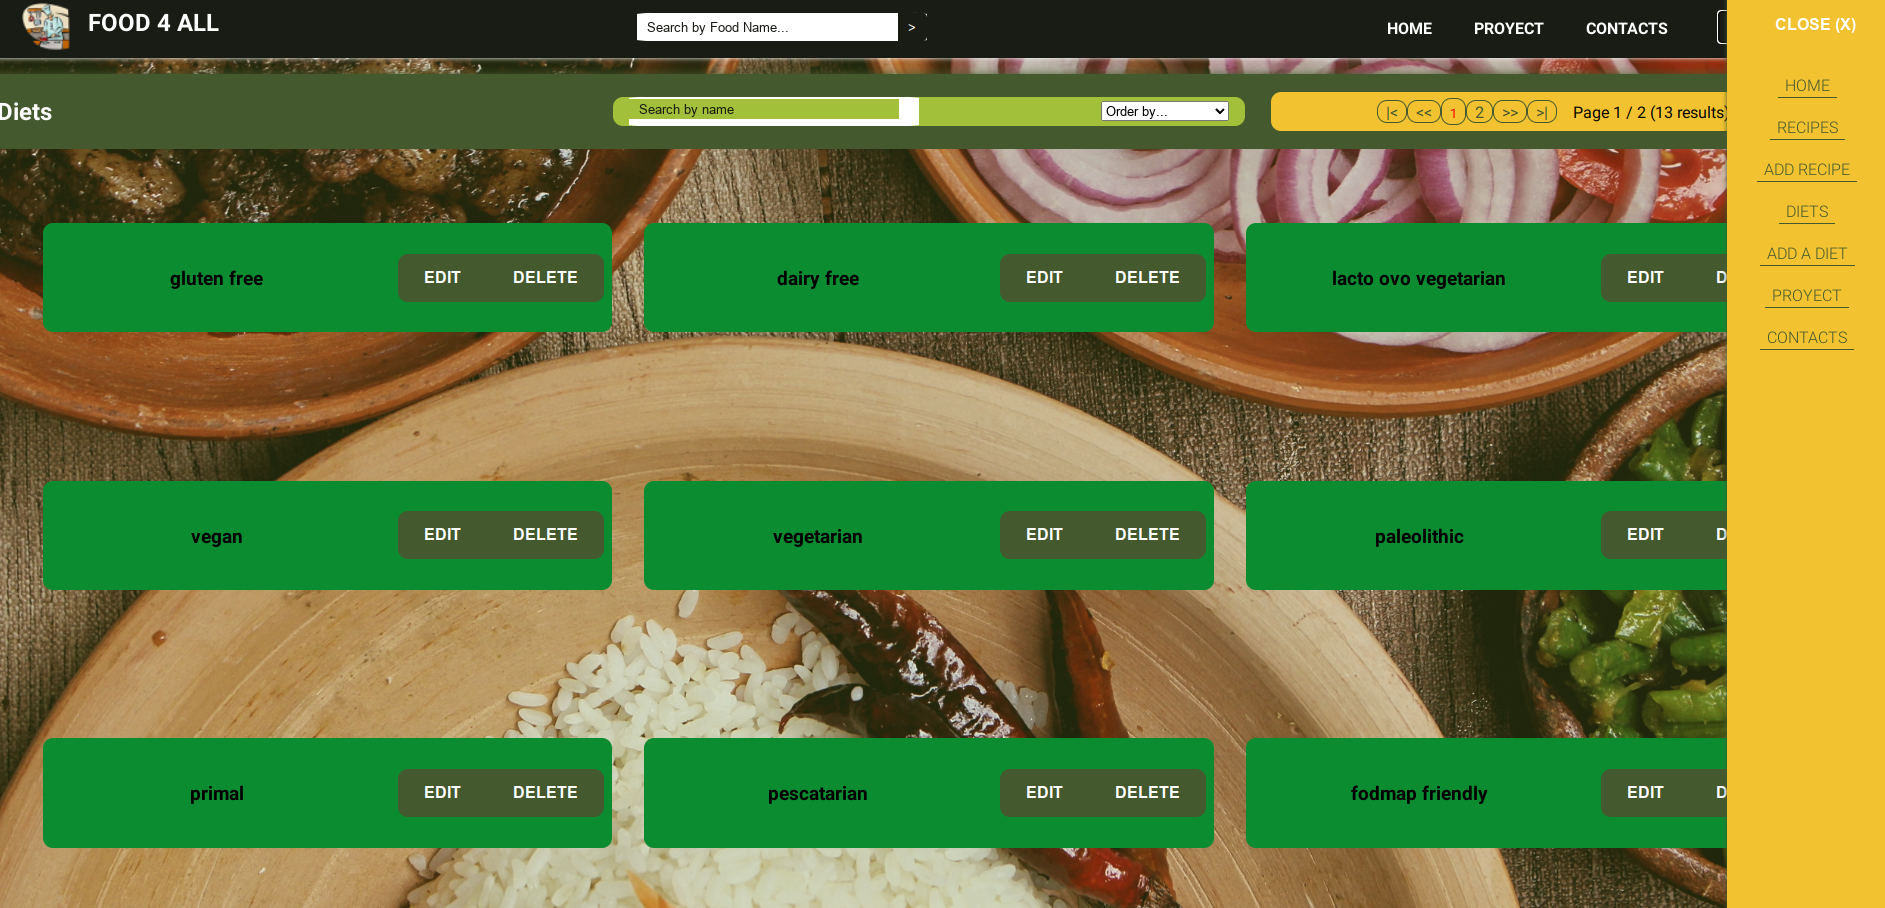 FOOD 4 ALL
Search by Food Name...
>
HOME
PROYECT
CONTACTS
CLOSE (X)
Diets
Search by name
Order by...
|< << 1 2 >> >|
Page 1 / 2 (13 results)
HOME
RECIPES
ADD RECIPE
DIETS
ADD A DIET
PROYECT
CONTACTS
gluten free
EDIT DELETE
dairy free
EDIT DELETE
lacto ovo vegetarian
EDIT D
vegan
EDIT DELETE
vegetarian
EDIT DELETE
paleolithic
EDIT D
primal
EDIT DELETE
pescatarian
EDIT DELETE
fodmap friendly
EDIT D